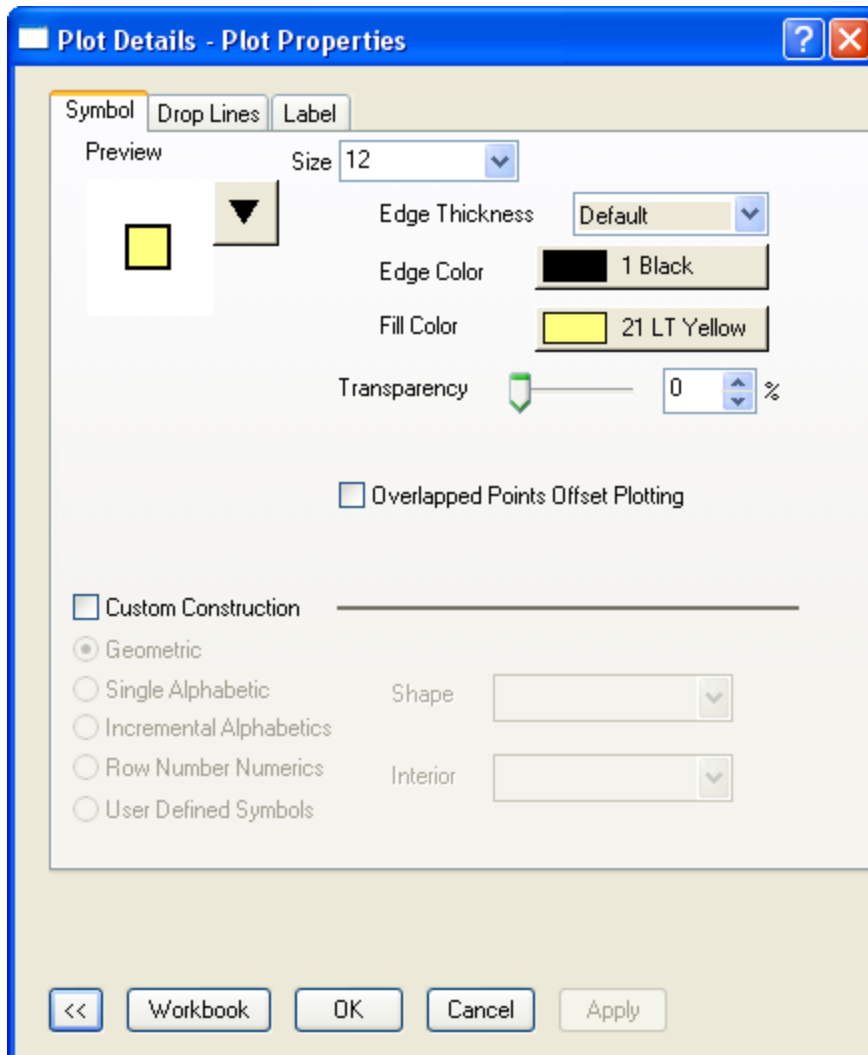 Plot Details - Plot Properties
Symbol Drop Lines Label
Preview Size 12
Edge Thickness Default
Edge Color 1 Black
Fill Color 21 LT Yellow
Transparency 0 %
Overlapped Points Offset Plotting
Custom Construction
Geometric
Single Alphabetic Shape
Incremental Alphabetics
Row Number Numerics Interior
User Defined Symbols
<< Workbook OK Cancel Apply